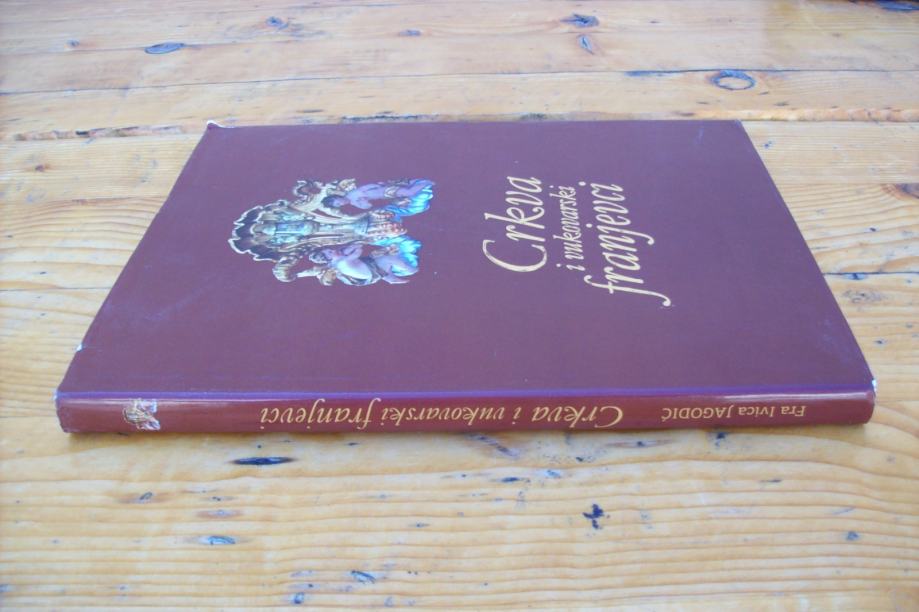 Crkva
i vukovarski
franjevci
Fra Ivica JAGODIĆ Crkva i vukovarski franjevci